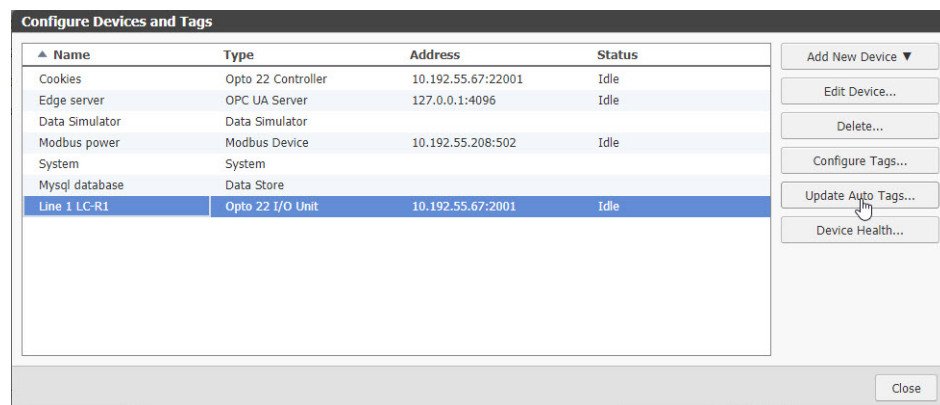 Configure Devices and Tags
▲ Name Type Address Status
Add New Device ▼
Cookies Opto 22 Controller 10.192.55.67:22001 Idle
Edge server OPC UA Server 127.0.0.1:4096 Idle
Edit Device...
Data Simulator Data Simulator
Delete...
Modbus power Modbus Device 10.192.55.208:502 Idle
System System
Configure Tags...
Mysql database Data Store
Update Auto Tags...
Line 1 LC-R1 Opto 22 I/O Unit 10.192.55.67:2001 Idle
Device Health...
Close